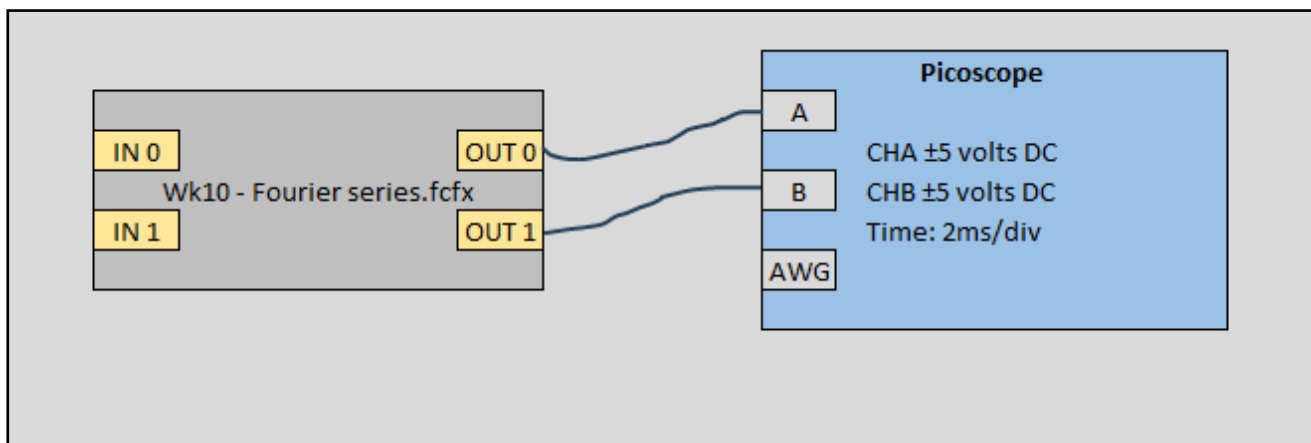 Picoscope
A
IN 0
OUT 0
CHA ±5 volts DC
Wk10 - Fourier series.fcfx
B
CHB ±5 volts DC
IN 1
OUT 1
Time: 2ms/div
AWG